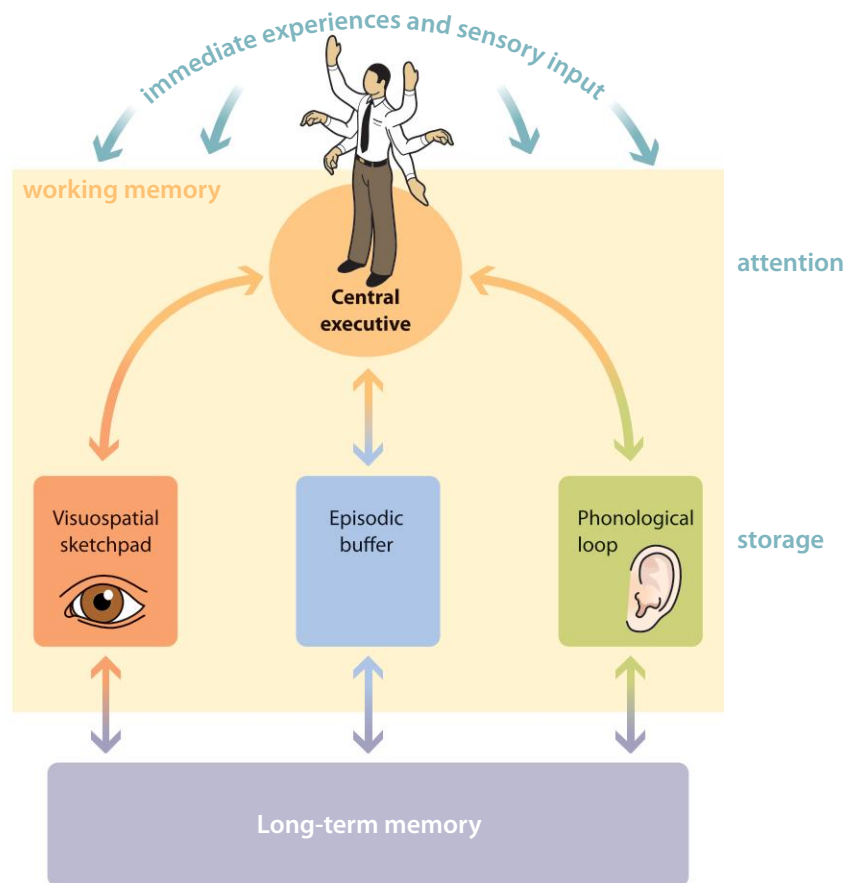 immediate experiences and sensory input
working memory
attention
Central
executive
Visuospatial
sketchpad
Episodic
buffer
Phonological
loop
storage
Long-term memory